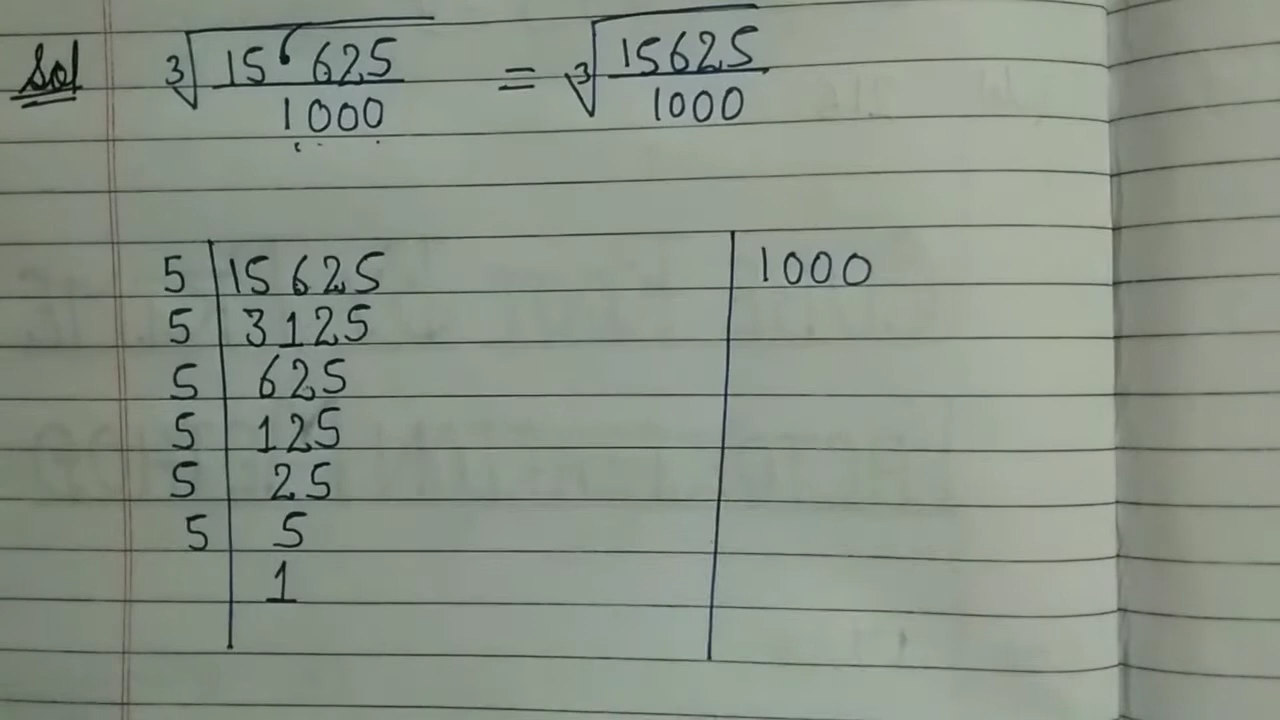 Sol ∛(15 625/1000) = ∛(15625/1000)
5 | 15625 | 1000
5 | 3125
5 | 625
5 | 125
5 | 25
5 | 5
1